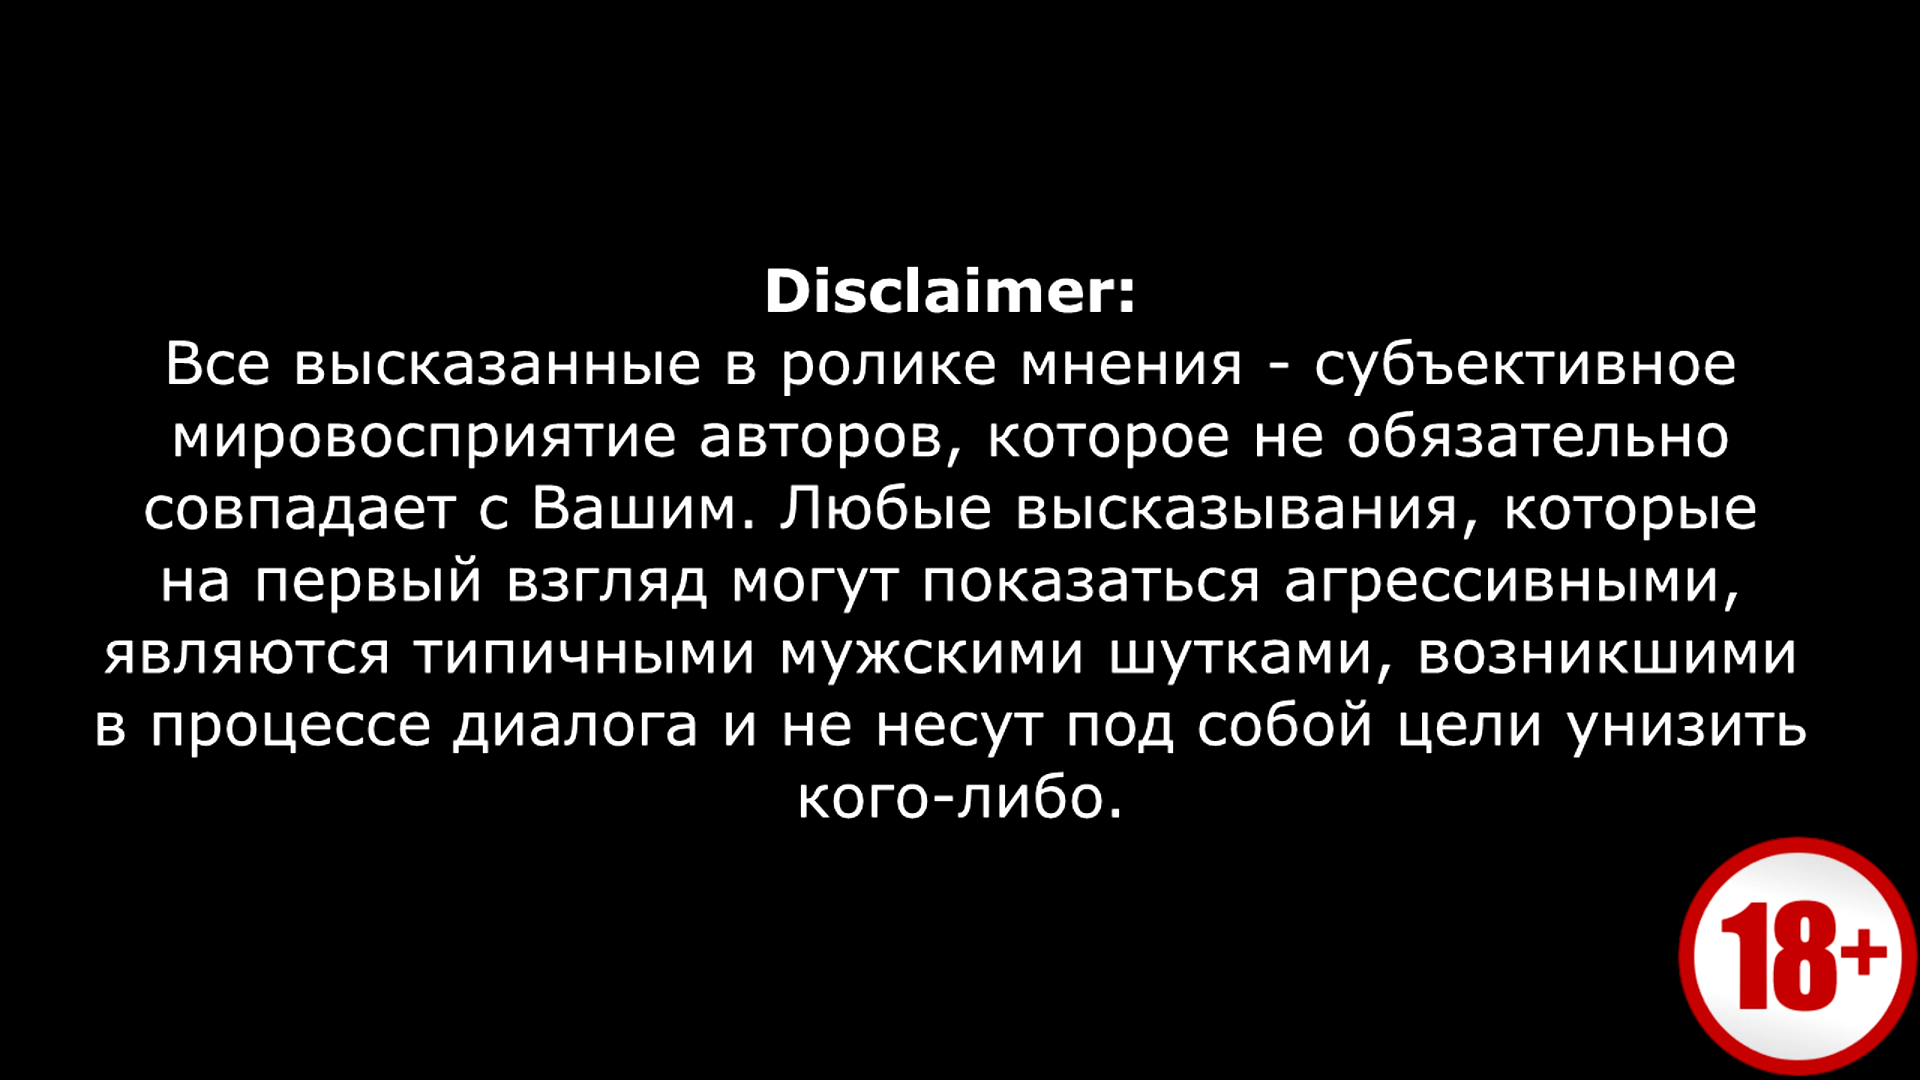 Disclaimer:
Все высказанные в ролике мнения - субъективное
мировосприятие авторов, которое не обязательно
совпадает с Вашим. Любые высказывания, которые
на первый взгляд могут показаться агрессивными,
являются типичными мужскими шутками, возникшими
в процессе диалога и не несут под собой цели унизить
кого-либо.
18+